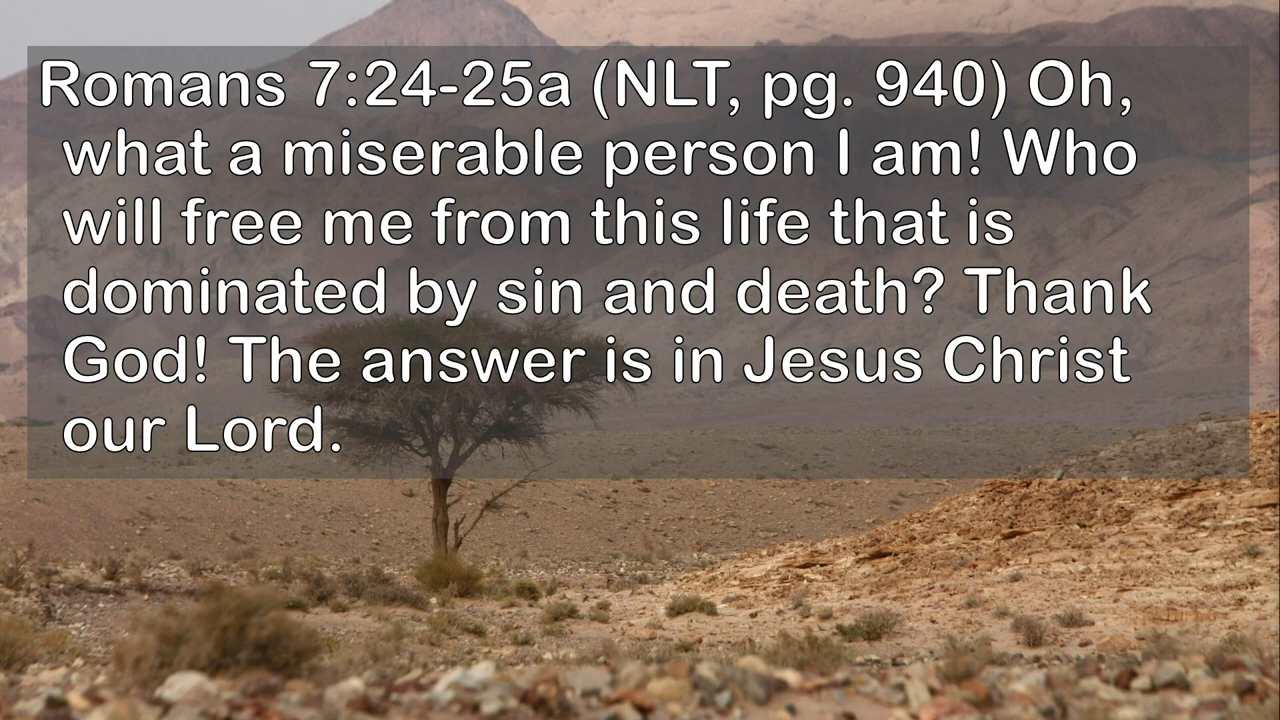 Romans 7:24-25a (NLT, pg. 940) Oh,
what a miserable person I am! Who
will free me from this life that is
dominated by sin and death? Thank
God! The answer is in Jesus Christ
our Lord.